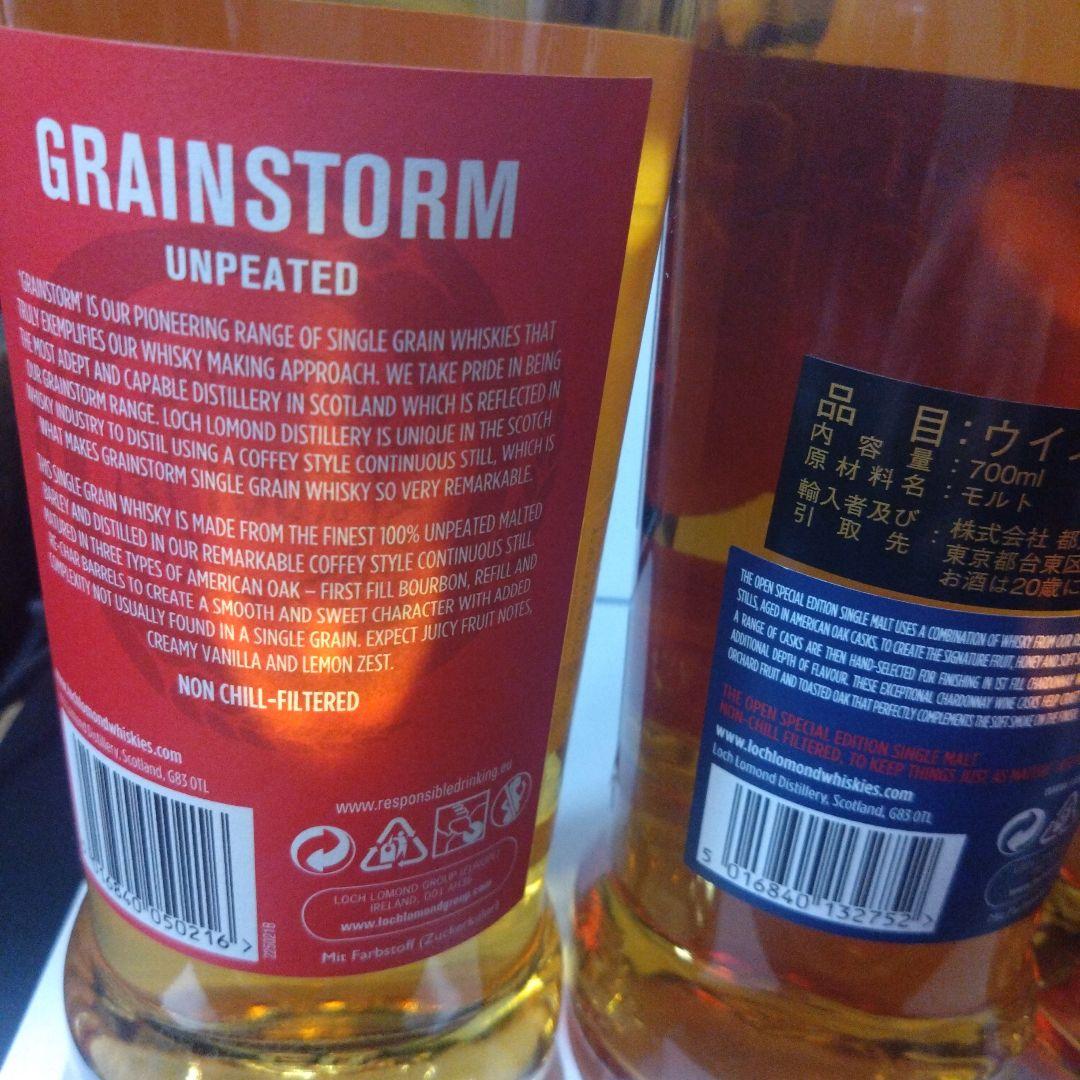 GRAINSTORM
UNPEATED
'GRAINSTORM' IS OUR PIONEERING RANGE OF SINGLE GRAIN WHISKIES THAT
TRULY EXEMPLIFIES OUR WHISKY MAKING APPROACH. WE TAKE PRIDE IN BEING
THE MOST ADEPT AND CAPABLE DISTILLERY IN SCOTLAND WHICH IS REFLECTED IN
OUR GRAINSTORM RANGE. LOCH LOMOND DISTILLERY IS UNIQUE IN THE SCOTCH
WHISKY INDUSTRY TO DISTIL USING A COFFEY STYLE CONTINUOUS STILL, WHICH IS
WHAT MAKES GRAINSTORM SINGLE GRAIN WHISKY SO VERY REMARKABLE.
THIS SINGLE GRAIN WHISKY IS MADE FROM THE FINEST 100% UNPEATED MALTED
BARLEY AND DISTILLED IN OUR REMARKABLE COFFEY STYLE CONTINUOUS STILL.
MATURED IN THREE TYPES OF AMERICAN OAK – FIRST FILL BOURBON, REFILL AND
RE-CHAR BARRELS TO CREATE A SMOOTH AND SWEET CHARACTER WITH ADDED
COMPLEXITY NOT USUALLY FOUND IN A SINGLE GRAIN. EXPECT JUICY FRUIT NOTES,
CREAMY VANILLA AND LEMON ZEST.
NON CHILL-FILTERED
www.lochlomondwhiskies.com
Distillery, Scotland, G83 0TL
www.responsibledrinking.eu
LOCH LOMOND GROUP (EUROPE)
IRELAND, D01
www.lochlomondgroup.com
Mit Farbstoff (Zuckerkulör)
016840 050216 >
225021B
品目:ウイ
内容量:700ml
原材料名:モルト
輸入者及び:株式会社 都
引取先 東京都台東区
お酒は20歳に
THE OPEN SPECIAL EDITION SINGLE MALT USES A COMBINATION OF WHISKY FROM OUR
STILLS, AGED IN AMERICAN OAK CASKS, TO CREATE THE SIGNATURE FRUIT, HONEY AND SOFT
A RANGE OF CASKS ARE THEN HAND-SELECTED FOR FINISHING IN 1ST FILL CHARDONNAY
ADDITIONAL DEPTH OF FLAVOUR. THESE EXCEPTIONAL CHARDONNAY WINE CASKS HELP
ORCHARD FRUIT AND TOASTED OAK THAT PERFECTLY COMPLEMENTS THE SOFT SMOKE ON THE
THE OPEN SPECIAL EDITION SINGLE MALT
NON-CHILL FILTERED, TO KEEP THINGS JUST AS
www.lochlomondwhiskies.com
Loch Lomond Distillery, Scotland, G83 0TL
5 016840 132752 >